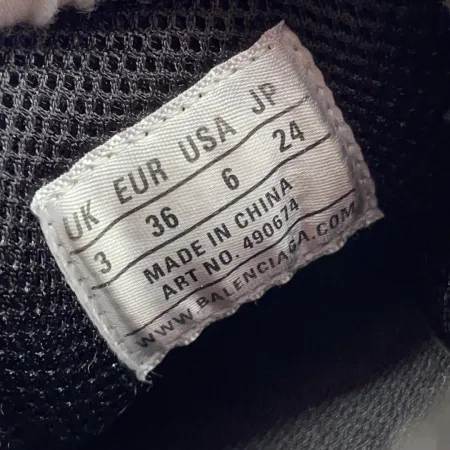 UK EUR USA JP
3 36 6 24
MADE IN CHINA
ART NO. 490674
WWW.BALENCIAGA.COM